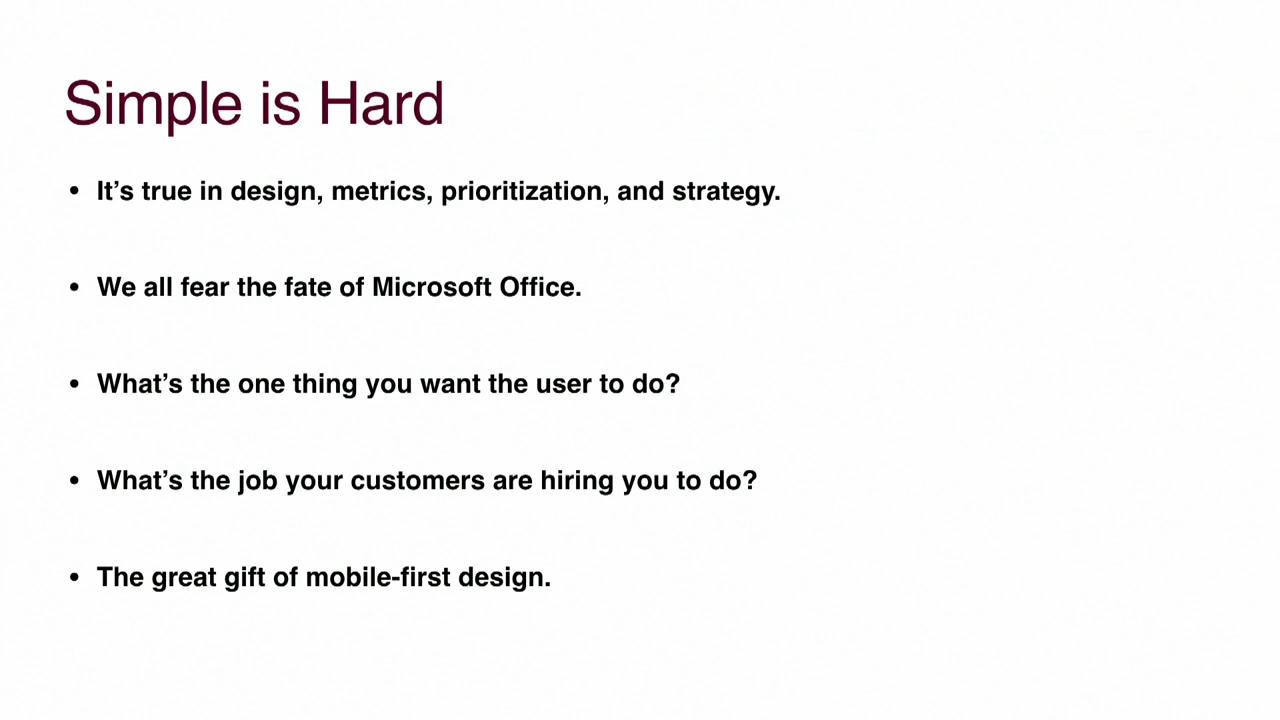 Simple is Hard
• It’s true in design, metrics, prioritization, and strategy.
• We all fear the fate of Microsoft Office.
• What’s the one thing you want the user to do?
• What’s the job your customers are hiring you to do?
• The great gift of mobile-first design.